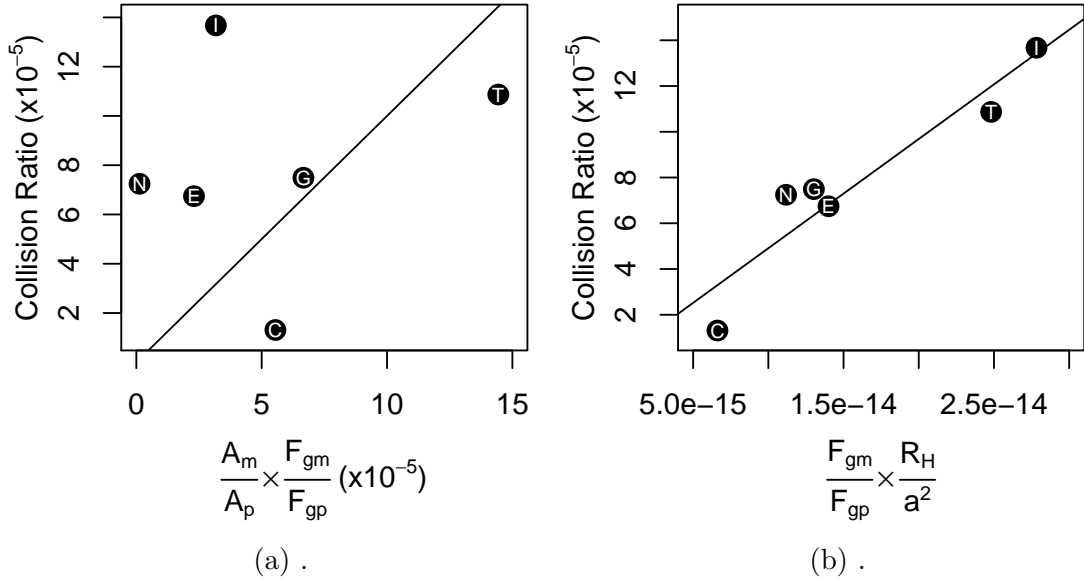 Collision Ratio (x10⁻⁵)
2 4 6 8 12
I
T
N
E
G
C
0 5 10 15
A_m/A_p × F_gm/F_gp (x10⁻⁵)
(a) .
Collision Ratio (x10⁻⁵)
2 4 6 8 12
I
T
N G
E
C
5.0e−15 1.5e−14 2.5e−14
F_gm/F_gp × R_H/a²
(b) .